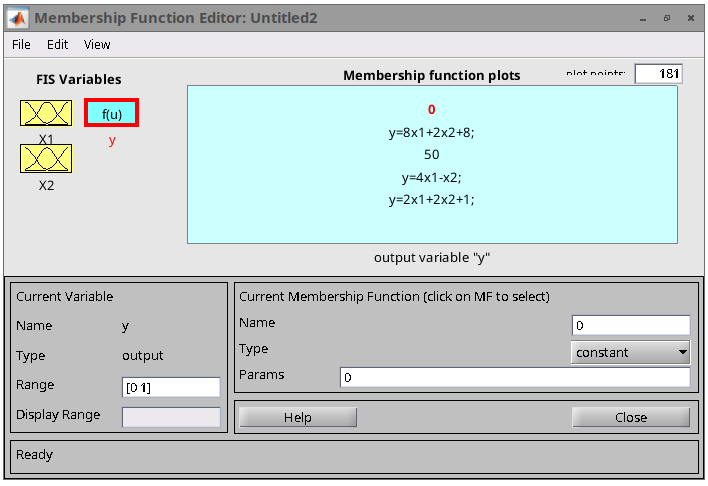 Membership Function Editor: Untitled2
File Edit View
FIS Variables
Membership function plots
plot points:
181
f(u)
X1
y
X2
0
y=8x1+2x2+8;
50
y=4x1-x2;
y=2x1+2x2+1;
output variable "y"
Current Variable
Name y
Type output
Range [0 1]
Display Range
Current Membership Function (click on MF to select)
Name 0
Type constant
Params 0
Help Close
Ready